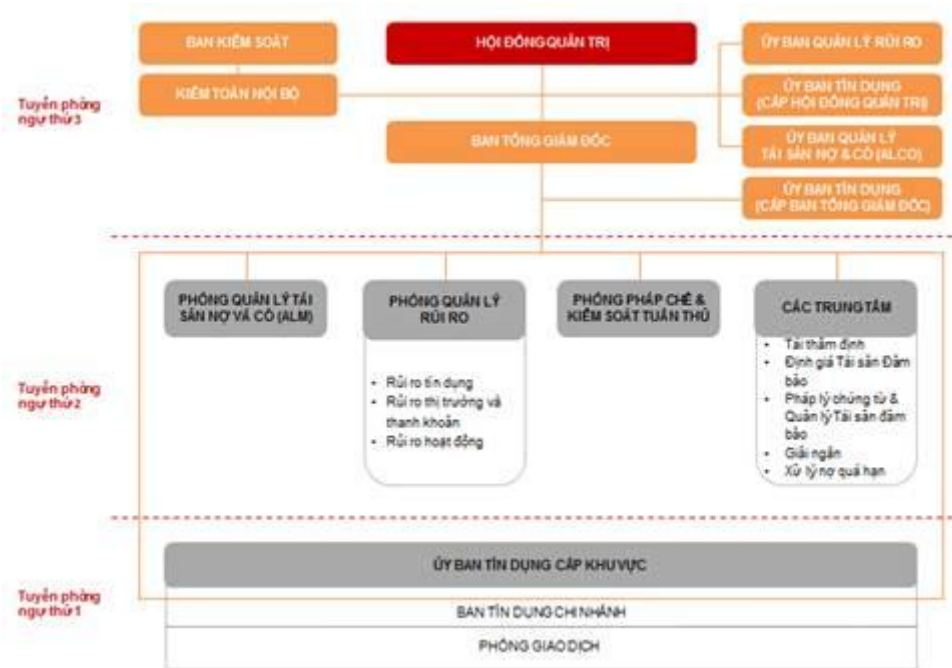 BAN KIỂM SOÁT
HỘI ĐỒNG QUẢN TRỊ
ỦY BAN QUẢN LÝ RỦI RO
Tuyến phòng
ngự thứ 3
KIỂM TOÁN NỘI BỘ
ỦY BAN TÍN DỤNG
(CẤP HỘI ĐỒNG QUẢN TRỊ)
BAN TỔNG GIÁM ĐỐC
ỦY BAN QUẢN LÝ
TÀI SẢN NỢ & CÓ (ALCO)
ỦY BAN TÍN DỤNG
(CẤP BAN TỔNG GIÁM ĐỐC)
Tuyến phòng
ngự thứ 2
PHÒNG QUẢN LÝ TÀI
SẢN NỢ VÀ CÓ (ALM)
PHÒNG QUẢN LÝ
RỦI RO
• Rủi ro tín dụng
• Rủi ro thị trường và
thanh khoản
• Rủi ro hoạt động
PHÒNG PHÁP CHẾ &
KIỂM SOÁT TUÂN THỦ
CÁC TRUNG TÂM
• Tái thẩm định
• Định giá Tài sản Đảm
bảo
• Pháp lý chứng từ &
Quản lý Tài sản đảm
bảo
• Giải ngân
• Xử lý nợ quá hạn
Tuyến phòng
ngự thứ 1
ỦY BAN TÍN DỤNG CẤP KHU VỰC
BAN TÍN DỤNG CHI NHÁNH
PHÒNG GIAO DỊCH